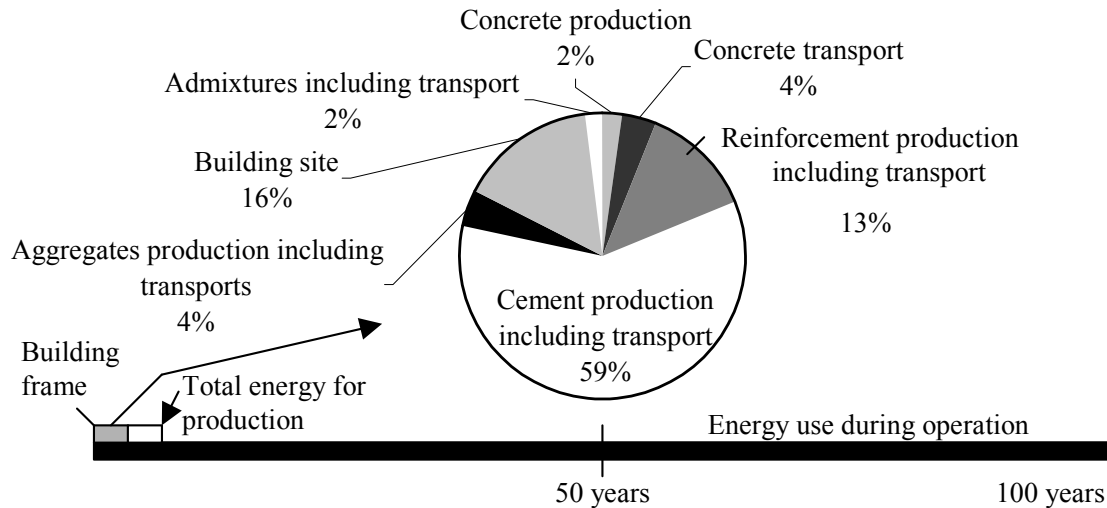 Concrete production
2%
Concrete transport
4%
Admixtures including transport
2%
Reinforcement production
including transport
13%
Building site
16%
Aggregates production including
transports
4%
Cement production
including transport
59%
Building
frame
Total energy for
production
Energy use during operation
50 years
100 years